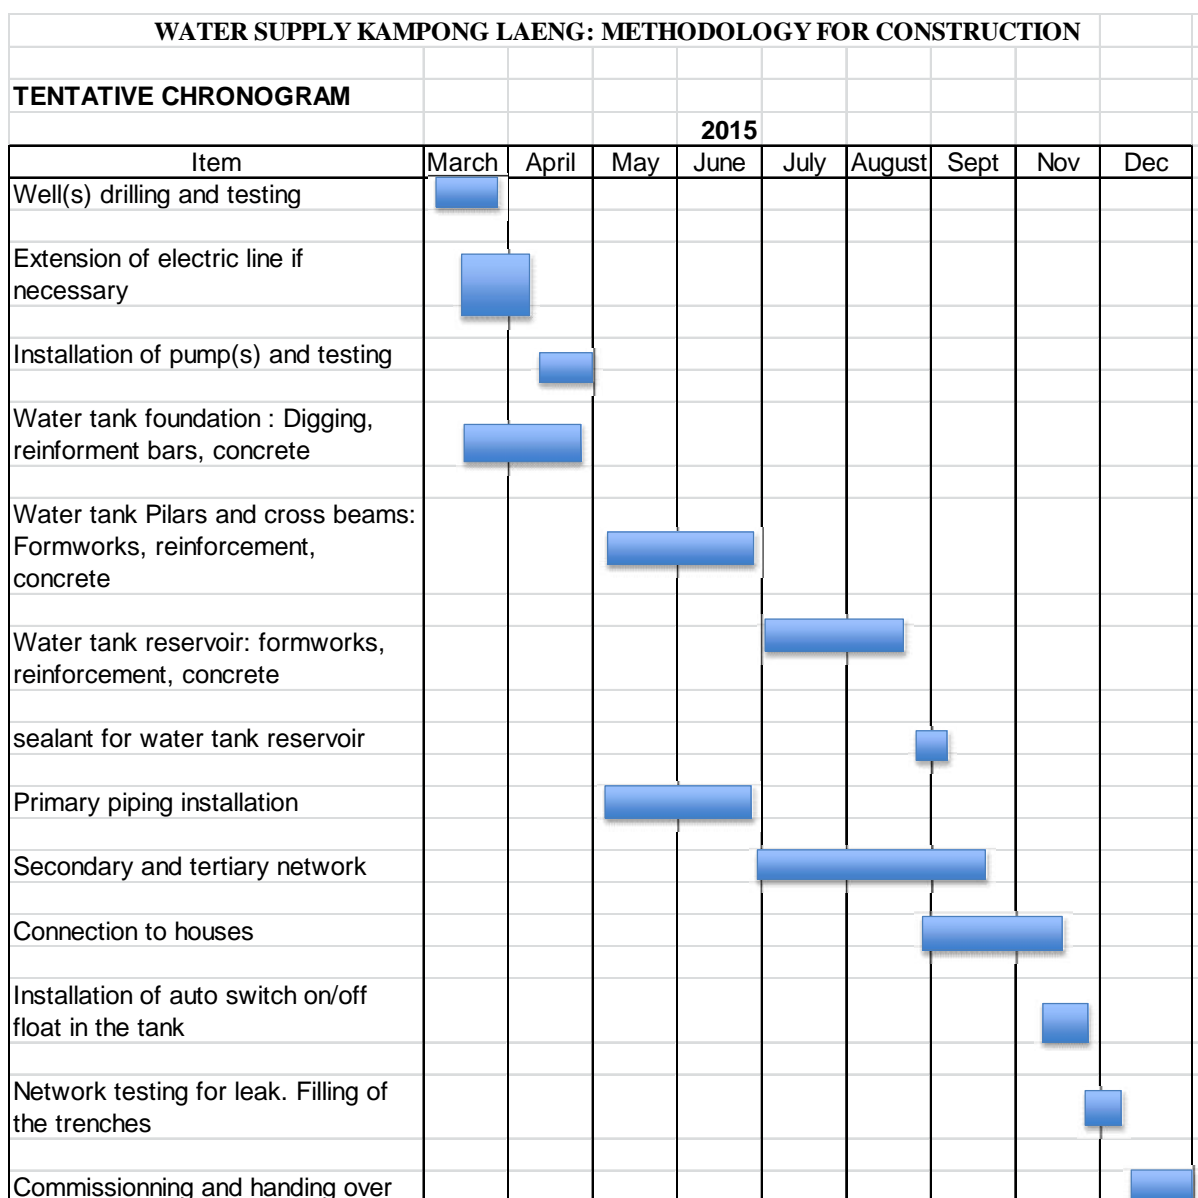 WATER SUPPLY KAMPONG LAENG: METHODOLOGY FOR CONSTRUCTION
TENTATIVE CHRONOGRAM
2015
Item March April May June July August Sept Nov Dec
Well(s) drilling and testing
Extension of electric line if
necessary
Installation of pump(s) and testing
Water tank foundation : Digging,
reinforment bars, concrete
Water tank Pilars and cross beams:
Formworks, reinforcement,
concrete
Water tank reservoir: formworks,
reinforcement, concrete
sealant for water tank reservoir
Primary piping installation
Secondary and tertiary network
Connection to houses
Installation of auto switch on/off
float in the tank
Network testing for leak. Filling of
the trenches
Commissionning and handing over